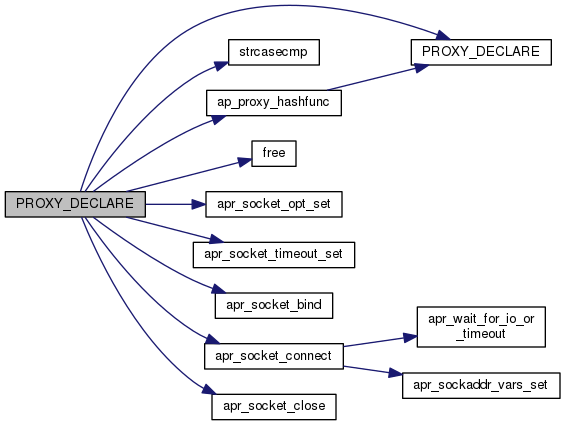 PROXY_DECLARE
strcasecmp
ap_proxy_hashfunc
PROXY_DECLARE
free
apr_socket_opt_set
apr_socket_timeout_set
apr_socket_bind
apr_socket_connect
apr_wait_for_io_or
_timeout
apr_sockaddr_vars_set
apr_socket_close